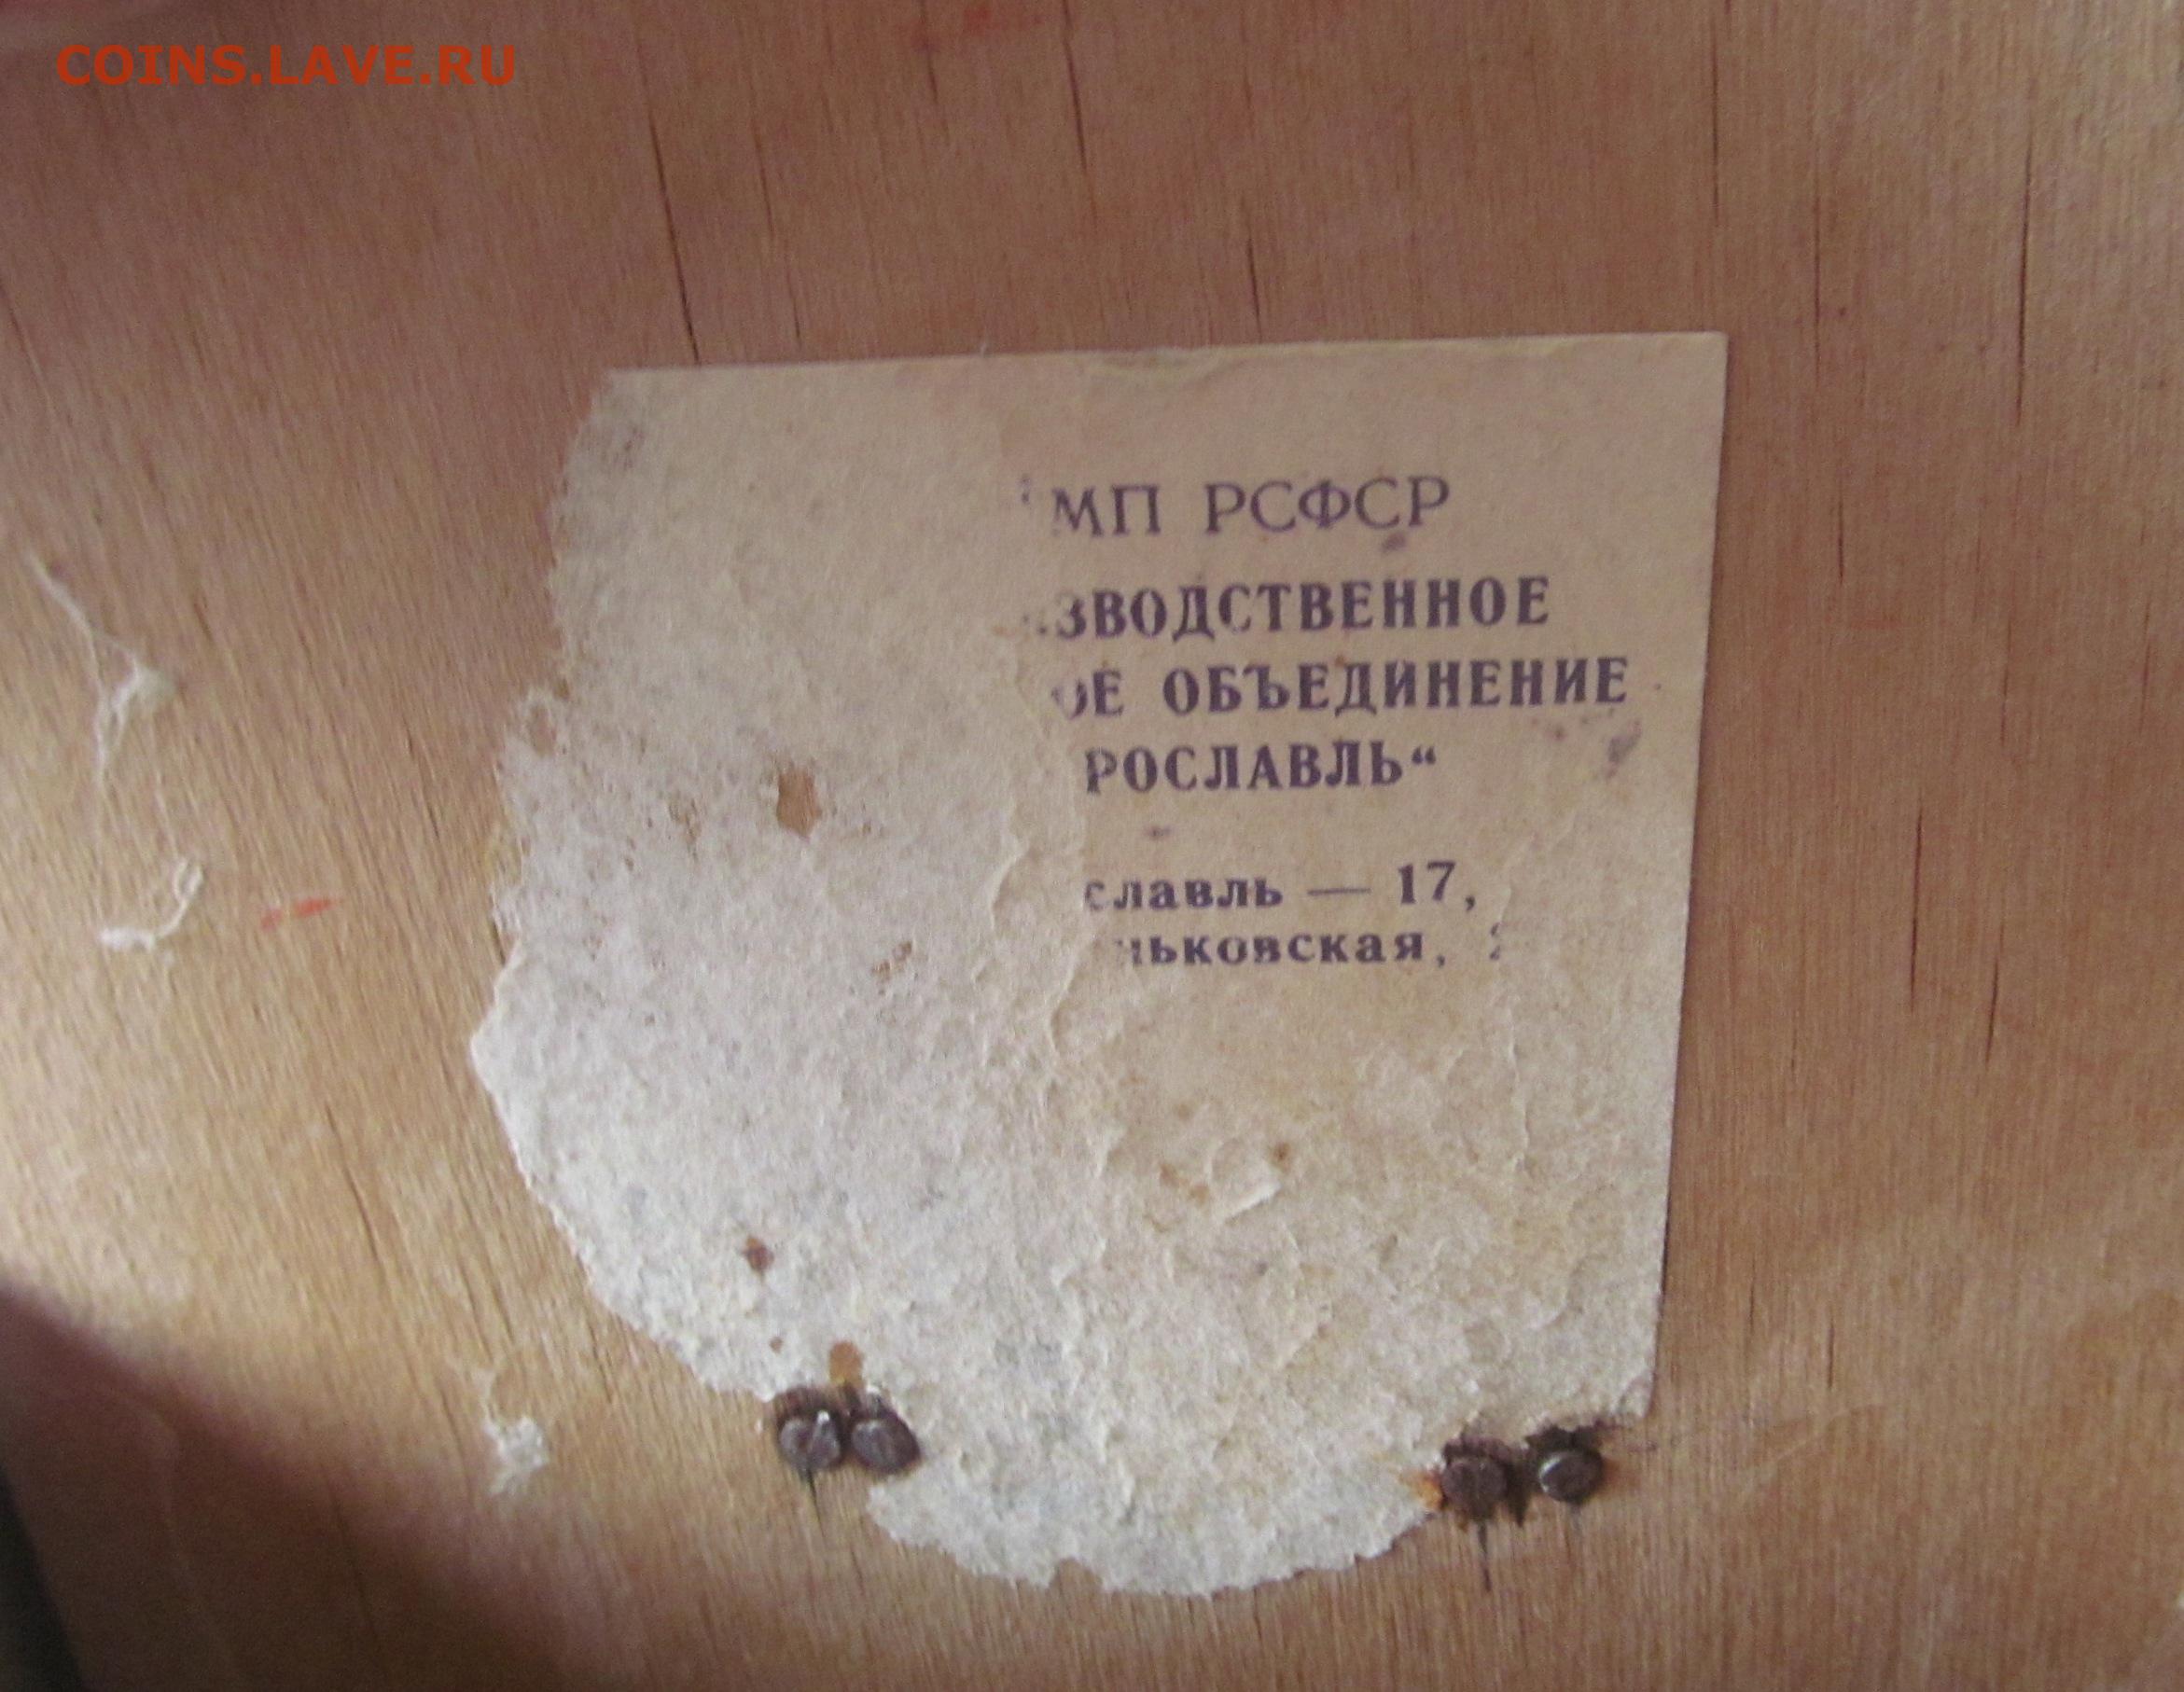 COINS.LAVE.RU
МП РСФСР
ЗВОДСТВЕННОЕ
ОЕ ОБЪЕДИНЕНИЕ
РОСЛАВЛЬ“
славль — 17,
ньковская,